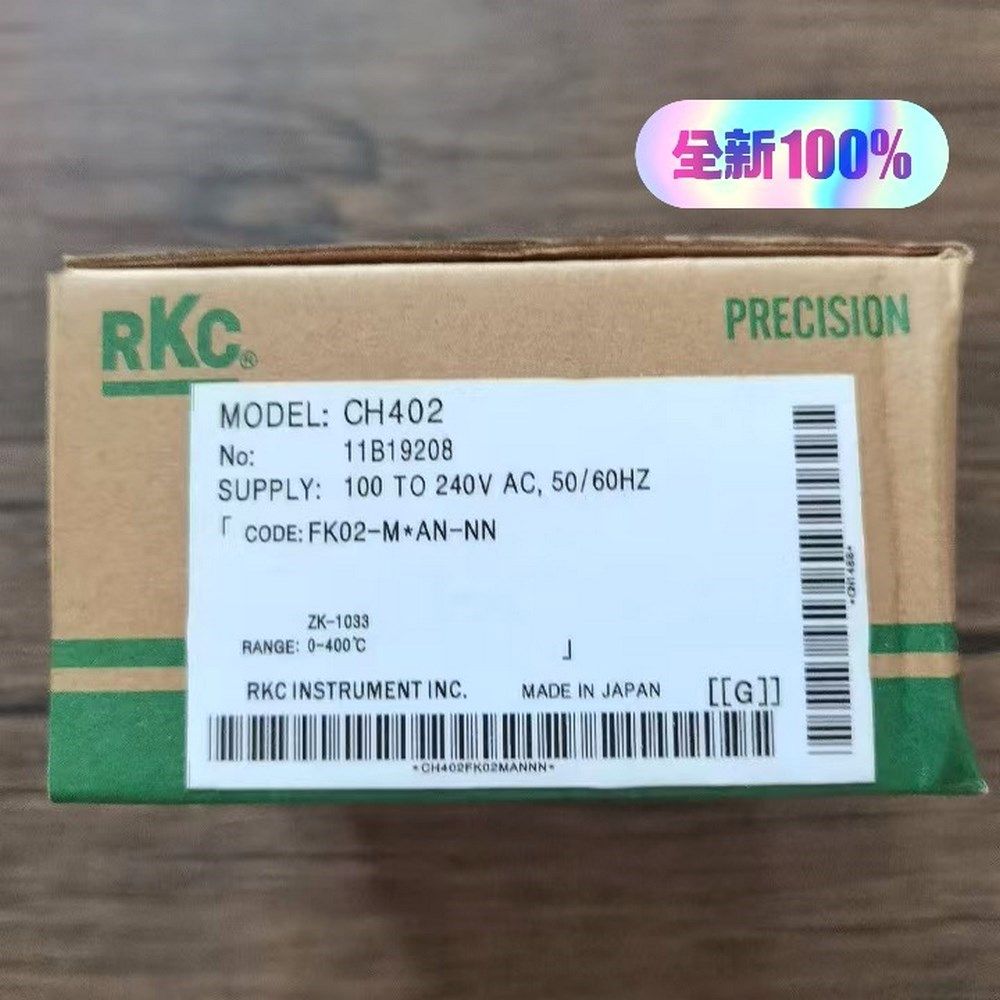 全新100%
RKC®
PRECISION
MODEL: CH402
No: 11B19208
SUPPLY: 100 TO 240V AC, 50/60HZ
「 CODE: FK02-M*AN-NN
ZK-1033
RANGE: 0-400℃ 」
RKC INSTRUMENT INC. MADE IN JAPAN [[G]]
*CH402FK02MANNN*